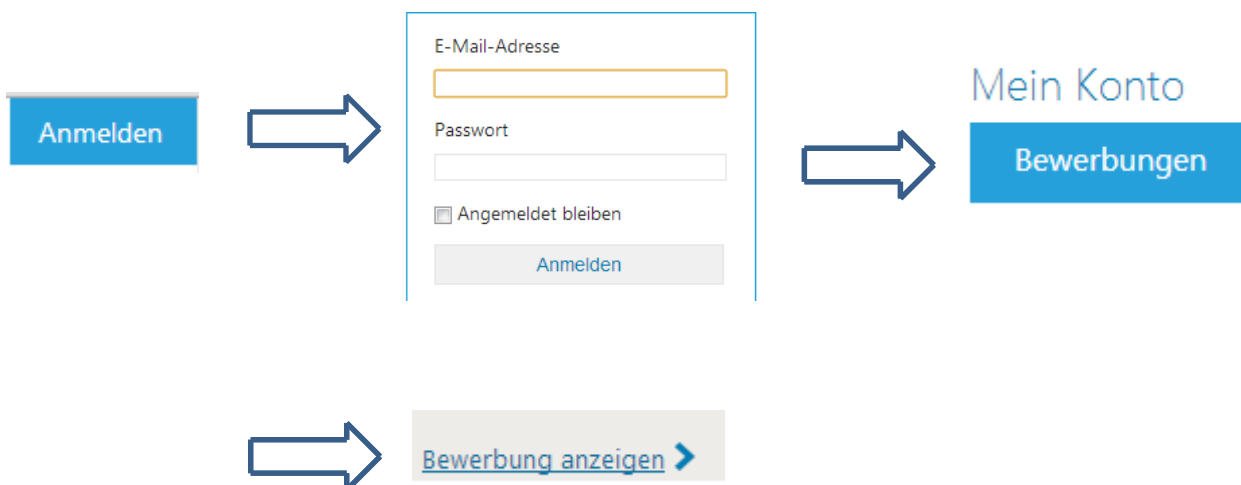 Anmelden
E-Mail-Adresse
Passwort
Angemeldet bleiben
Anmelden
Mein Konto
Bewerbungen
Bewerbung anzeigen